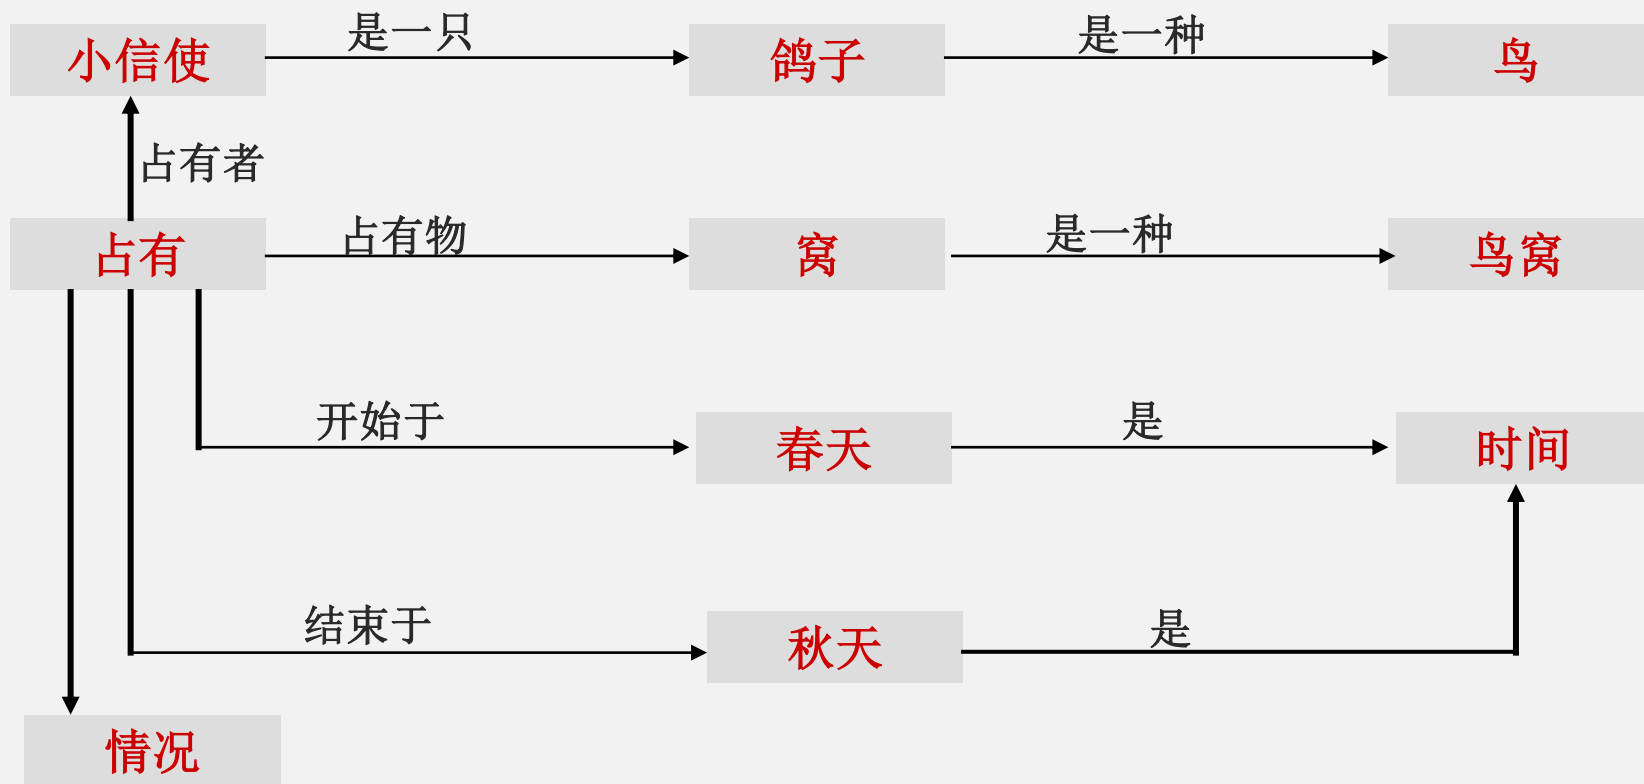 小信使
是一只
鸽子
是一种
鸟
占有者
占有
占有物
窝
是一种
鸟窝
开始于
春天
是
时间
结束于
秋天
是
情况